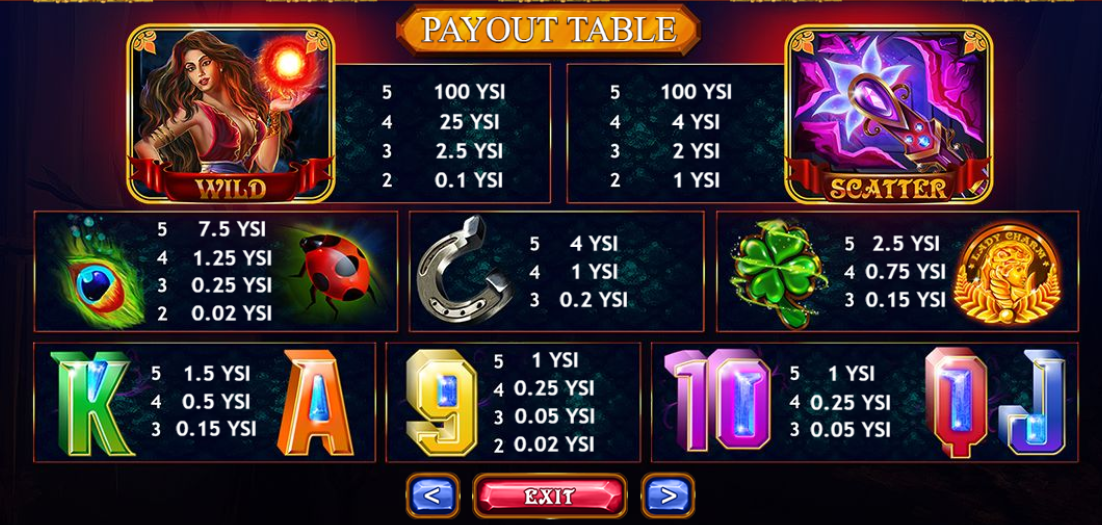 PAYOUT TABLE
WILD
5 100 YSI
4 25 YSI
3 2.5 YSI
2 0.1 YSI
5 100 YSI
4 4 YSI
3 2 YSI
2 1 YSI
SCATTER
5 7.5 YSI
4 1.25 YSI
3 0.25 YSI
2 0.02 YSI
5 4 YSI
4 1 YSI
3 0.2 YSI
5 2.5 YSI
4 0.75 YSI
3 0.15 YSI
LADY CHARM
K
5 1.5 YSI
4 0.5 YSI
3 0.15 YSI
A
9
5 1 YSI
4 0.25 YSI
3 0.05 YSI
2 0.02 YSI
10
5 1 YSI
4 0.25 YSI
3 0.05 YSI
Q J
< EXIT >